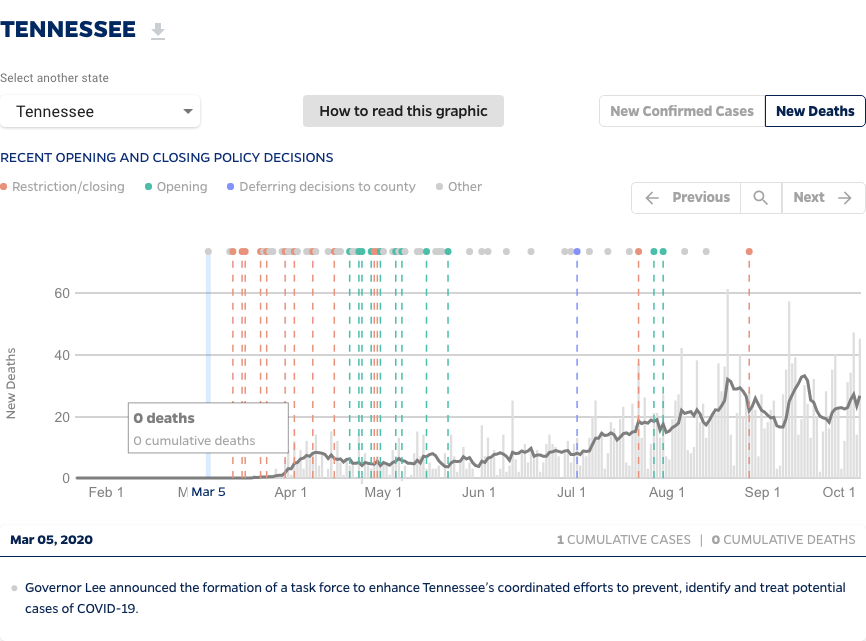 TENNESSEE
Select another state
Tennessee
How to read this graphic
New Confirmed Cases
New Deaths
RECENT OPENING AND CLOSING POLICY DECISIONS
Restriction/closing
Opening
Deferring decisions to county
Other
Previous
Next
60
40
20
0
New Deaths
0 deaths
0 cumulative deaths
Feb 1
M
Mar 5
Apr 1
May 1
Jun 1
Jul 1
Aug 1
Sep 1
Oct 1
Mar 05, 2020
1 CUMULATIVE CASES | 0 CUMULATIVE DEATHS
Governor Lee announced the formation of a task force to enhance Tennessee’s coordinated efforts to prevent, identify and treat potential
cases of COVID-19.